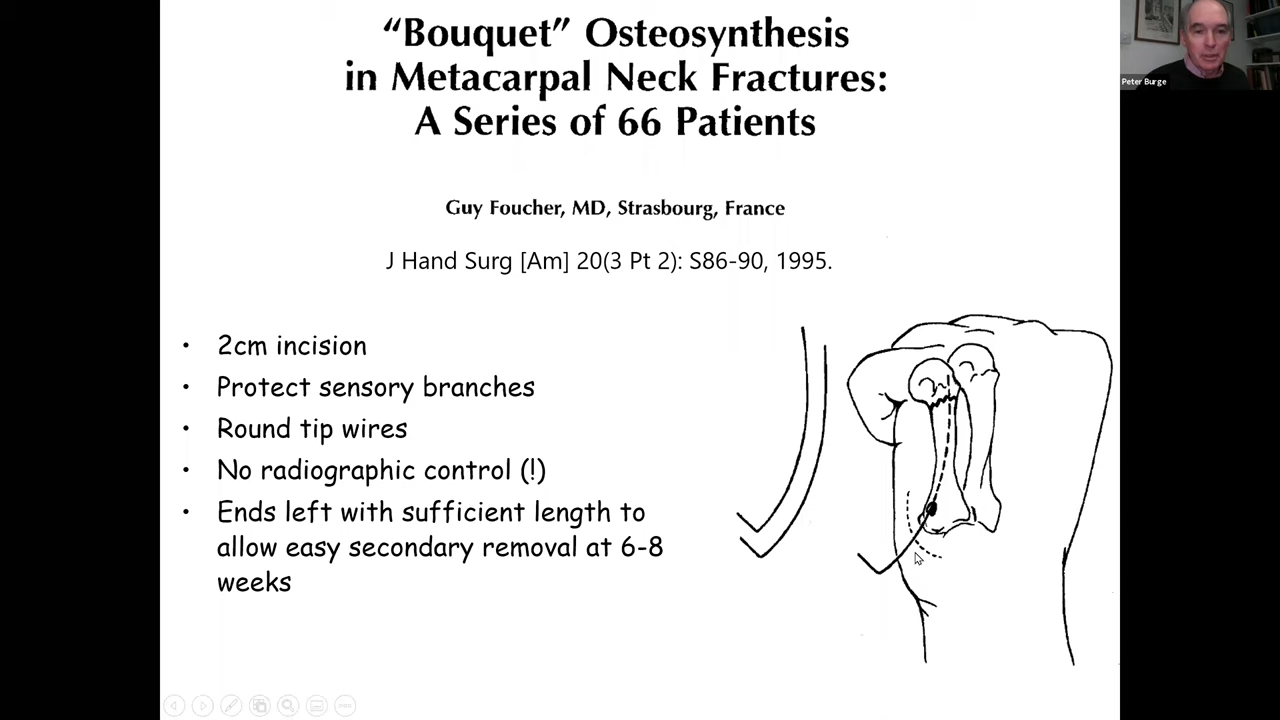 “Bouquet” Osteosynthesis
in Metacarpal Neck Fractures:
A Series of 66 Patients
Peter Burge
Guy Foucher, MD, Strasbourg, France
J Hand Surg [Am] 20(3 Pt 2): S86-90, 1995.
• 2cm incision
• Protect sensory branches
• Round tip wires
• No radiographic control (!)
• Ends left with sufficient length to
allow easy secondary removal at 6-8
weeks